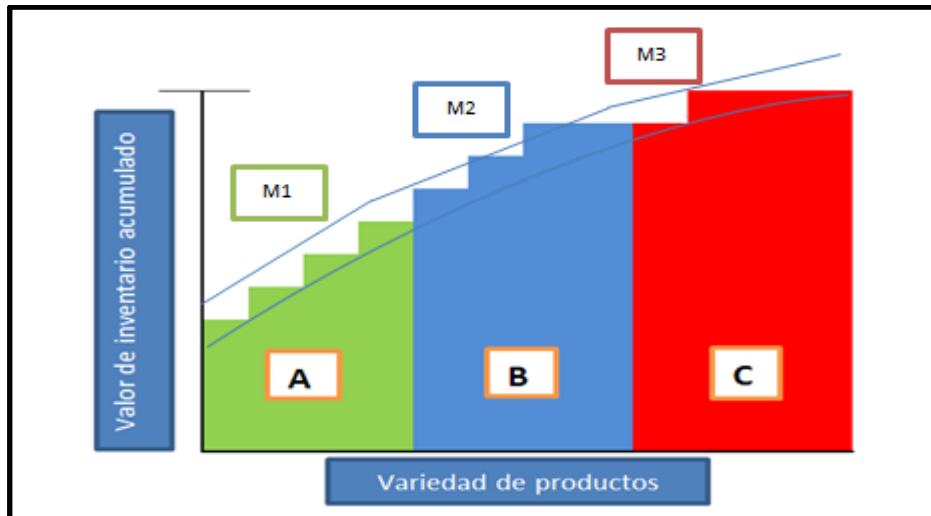 M3
M2
M1
Valor de inventario acumulado
A
B
C
Variedad de productos